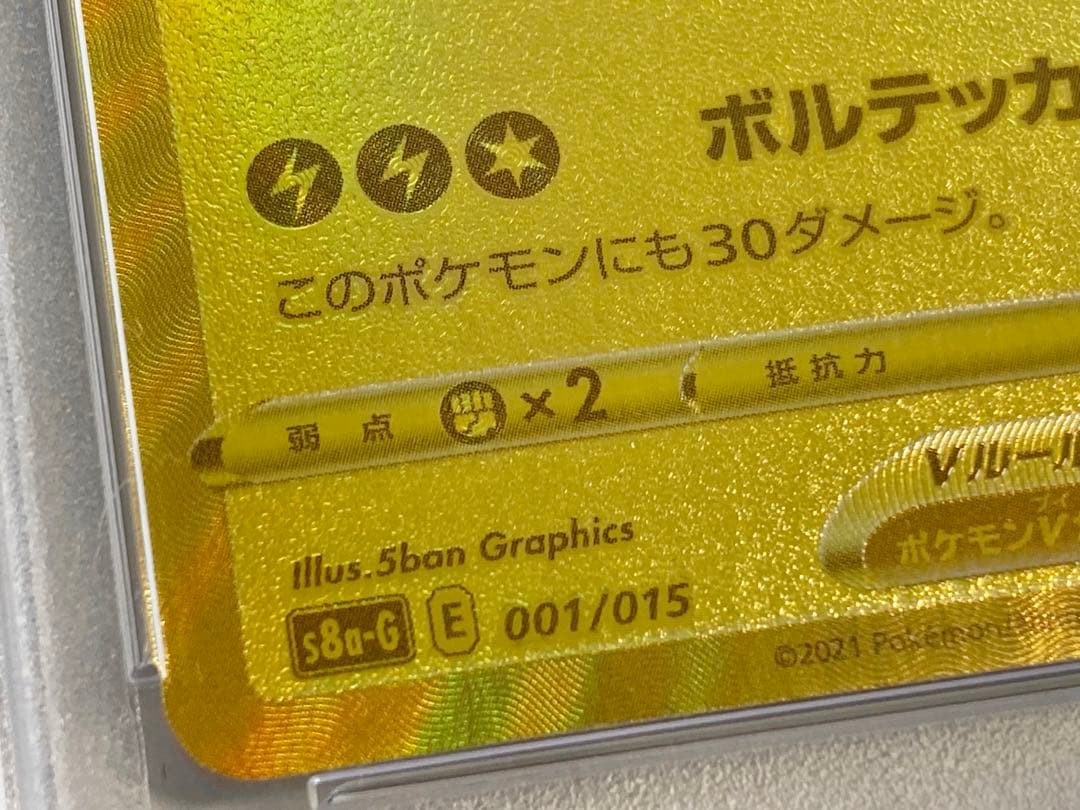 ボルテッカ
このポケモンにも30ダメージ。
弱点 ×2 抵抗力
Vルール
ポケモンV
Illus.5ban Graphics
s8a-G E 001/015
©2021 Pokémon/